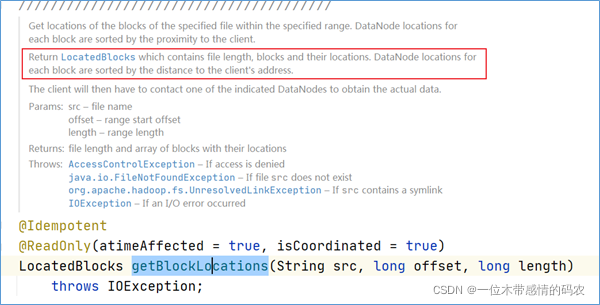 ////////////////////////////////////////
Get locations of the blocks of the specified file within the specified range. DataNode locations for
each block are sorted by the proximity to the client.
Return LocatedBlocks which contains file length, blocks and their locations. DataNode locations for
each block are sorted by the distance to the client's address.
The client will then have to contact one of the indicated DataNodes to obtain the actual data.
Params: src – file name
offset – range start offset
length – range length
Returns: file length and array of blocks with their locations
Throws: AccessControlException – If access is denied
java.io.FileNotFoundException – If file src does not exist
org.apache.hadoop.fs.UnresolvedLinkException – If src contains a symlink
IOException – If an I/O error occurred
@Idempotent
@ReadOnly(atimeAffected = true, isCoordinated = true)
LocatedBlocks getBlockLocations(String src, long offset, long length)
throws IOException;
CSDN @一位木带感情的码农